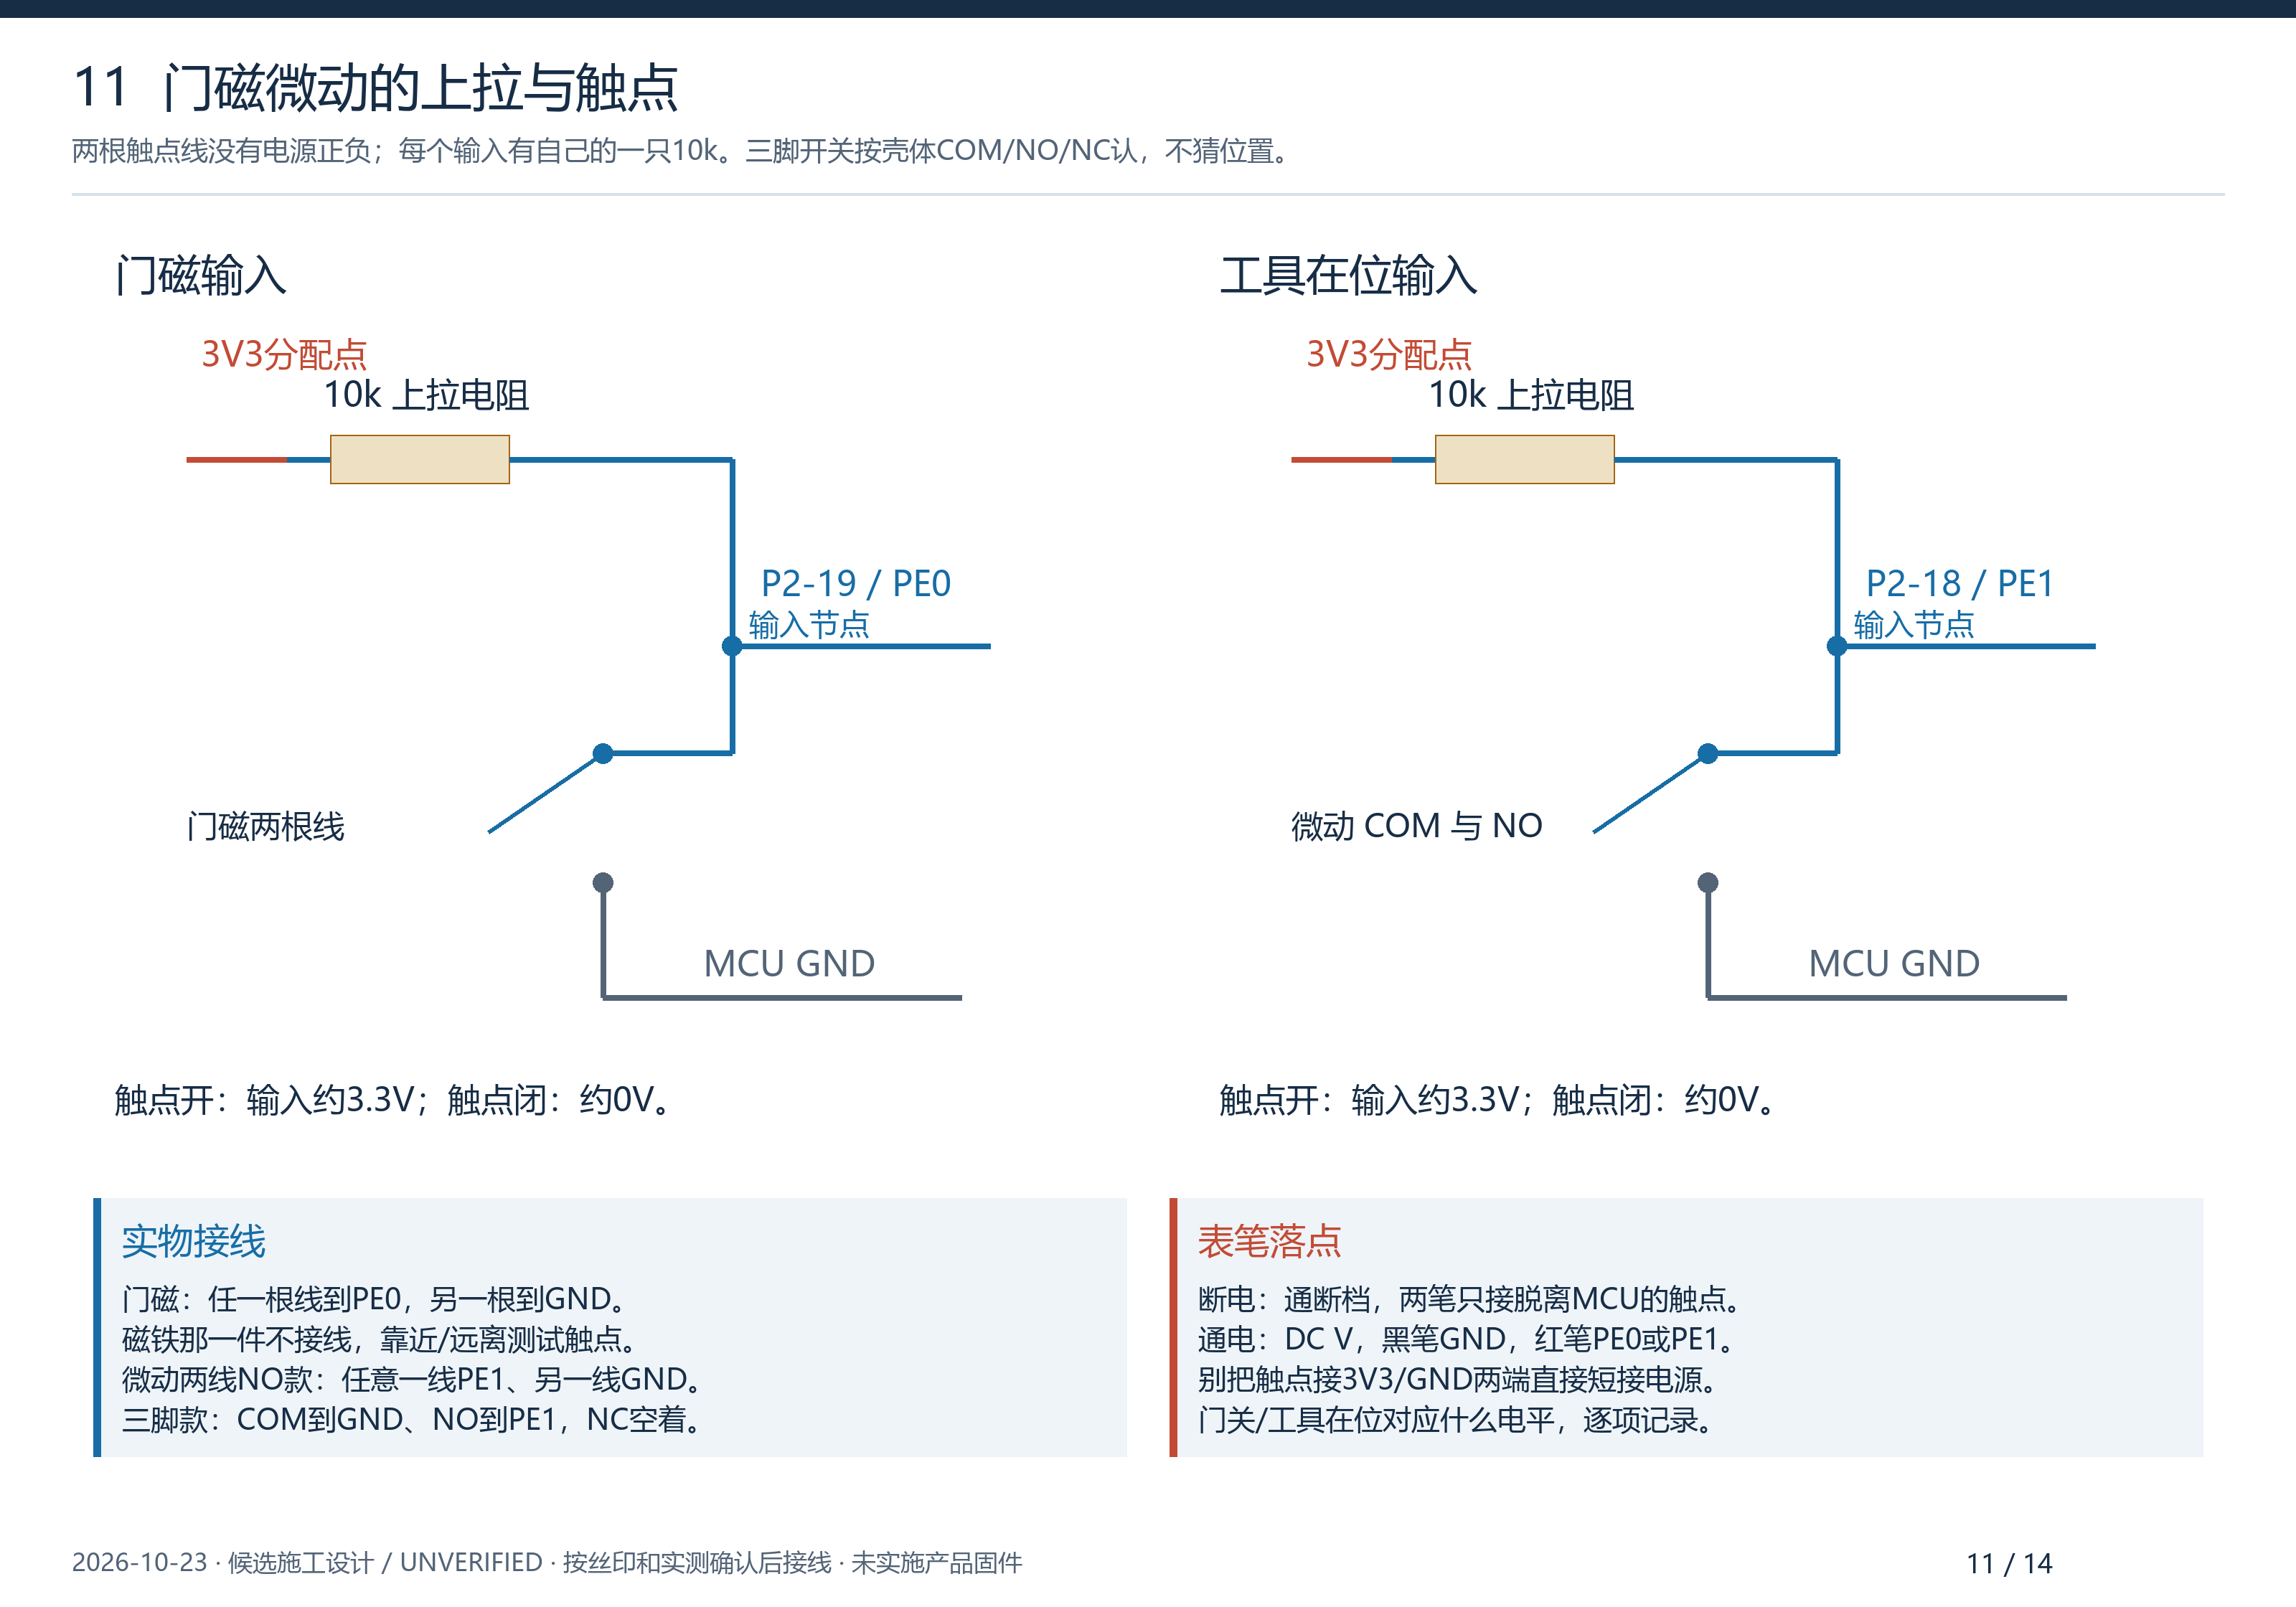 11 门磁微动的上拉与触点
两根触点线没有电源正负；每个输入有自己的一只10k。三脚开关按壳体COM/NO/NC认，不猜位置。
门磁输入
3V3分配点
10k 上拉电阻
P2-19 / PE0
输入节点
门磁两根线
MCU GND
触点开：输入约3.3V；触点闭：约0V。
工具在位输入
3V3分配点
10k 上拉电阻
P2-18 / PE1
输入节点
微动 COM 与 NO
MCU GND
触点开：输入约3.3V；触点闭：约0V。
实物接线
门磁：任一根线到PE0，另一根到GND。
磁铁那一件不接线，靠近/远离测试触点。
微动两线NO款：任意一线PE1、另一线GND。
三脚款：COM到GND、NO到PE1，NC空着。
表笔落点
断电：通断档，两笔只接脱离MCU的触点。
通电：DC V，黑笔GND，红笔PE0或PE1。
别把触点接3V3/GND两端直接短接电源。
门关/工具在位对应什么电平，逐项记录。
2026-10-23 · 候选施工设计 / UNVERIFIED · 按丝印和实测确认后接线 · 未实施产品固件
11 / 14